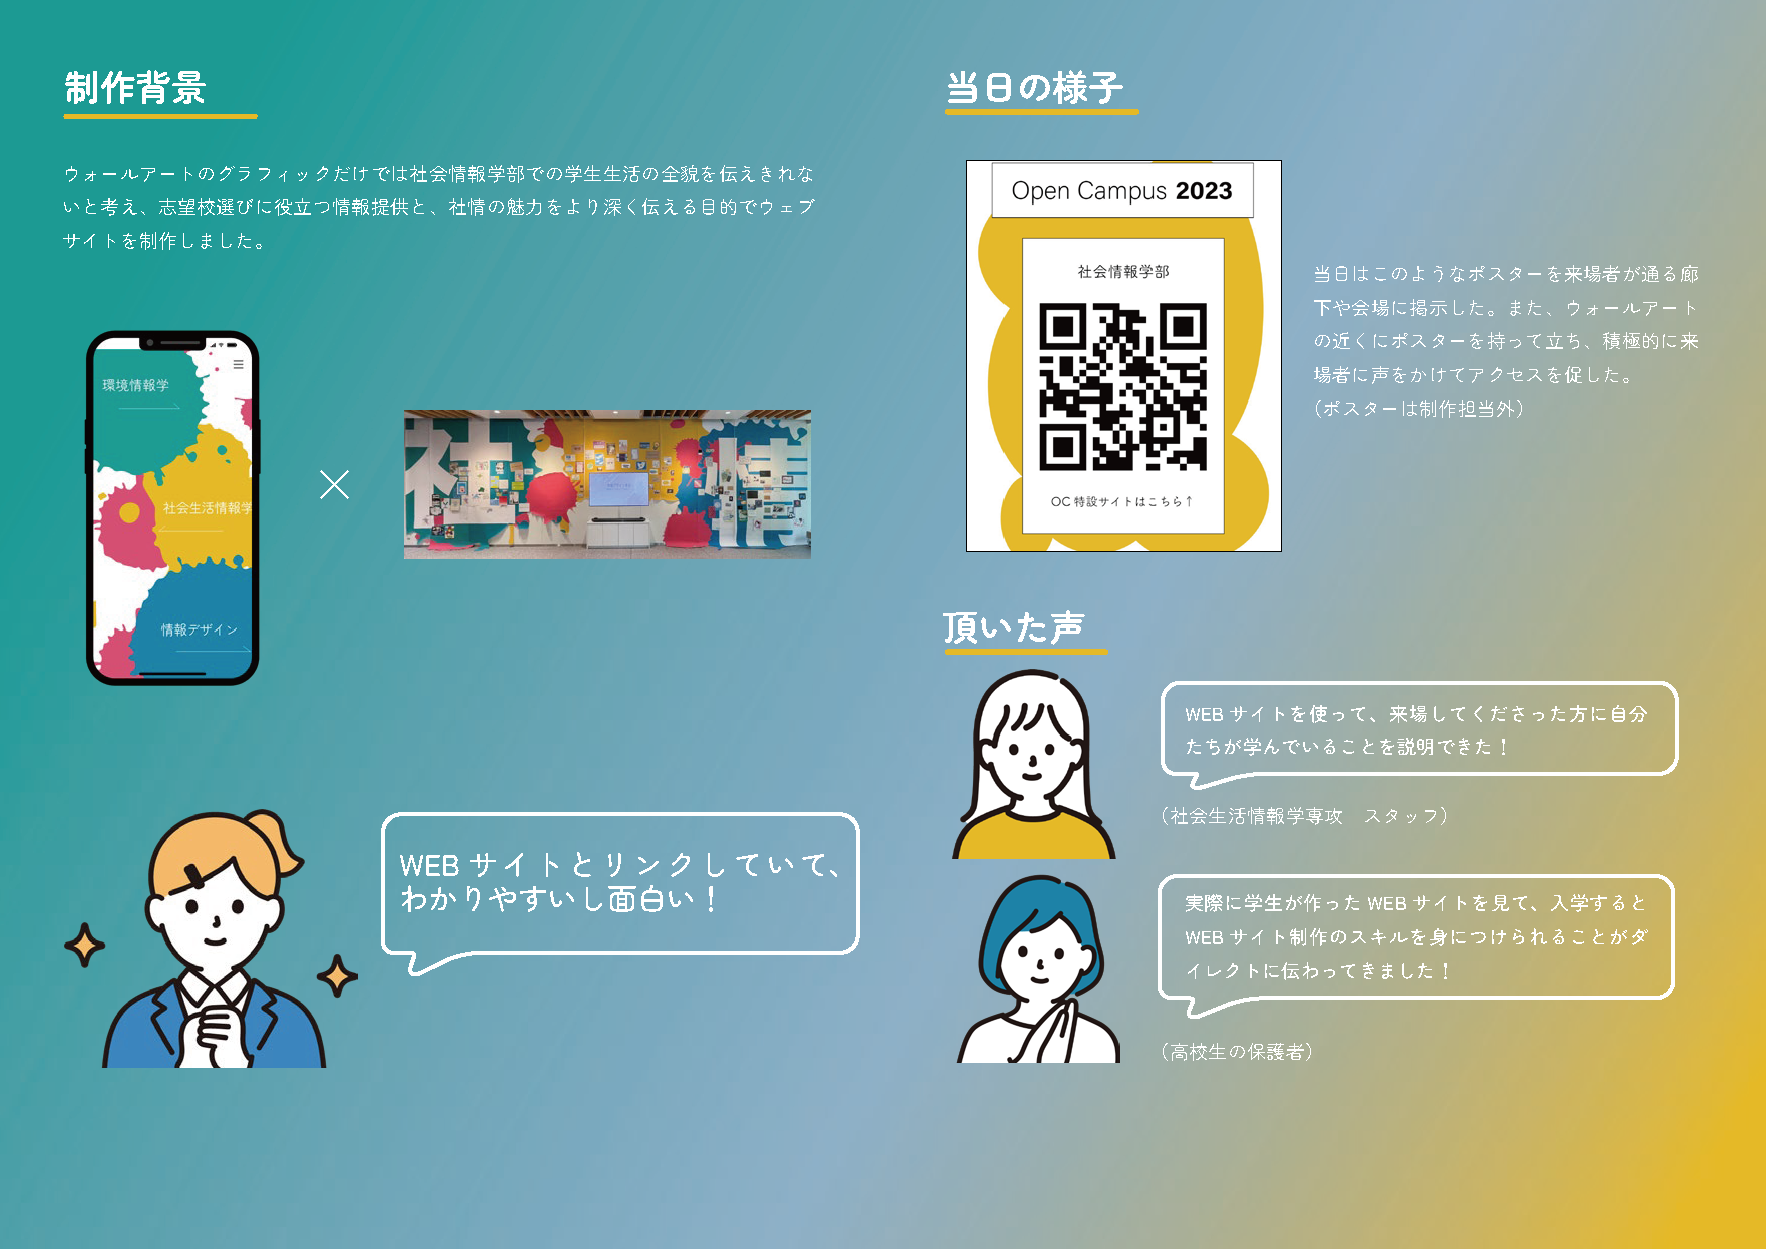 制作背景
ウォールアートのグラフィックだけでは社会情報学部での学生生活の全貌を伝えきれな
いと考え、志望校選びに役立つ情報提供と、社情の魅力をより深く伝える目的でウェブ
サイトを制作しました。
環境情報学
社会生活情報学
情報デザイン
×
社 情
WEB サイトとリンクしていて、
わかりやすいし面白い！
当日の様子
Open Campus 2023
社会情報学部
OC 特設サイトはこちら↑
当日はこのようなポスターを来場者が通る廊
下や会場に掲示した。また、ウォールアート
の近くにポスターを持って立ち、積極的に来
場者に声をかけてアクセスを促した。
（ポスターは制作担当外）
頂いた声
WEB サイトを使って、来場してくださった方に自分
たちが学んでいることを説明できた！
（社会生活情報学専攻　スタッフ）
実際に学生が作った WEB サイトを見て、入学すると
WEB サイト制作のスキルを身につけられることがダ
イレクトに伝わってきました！
（高校生の保護者）